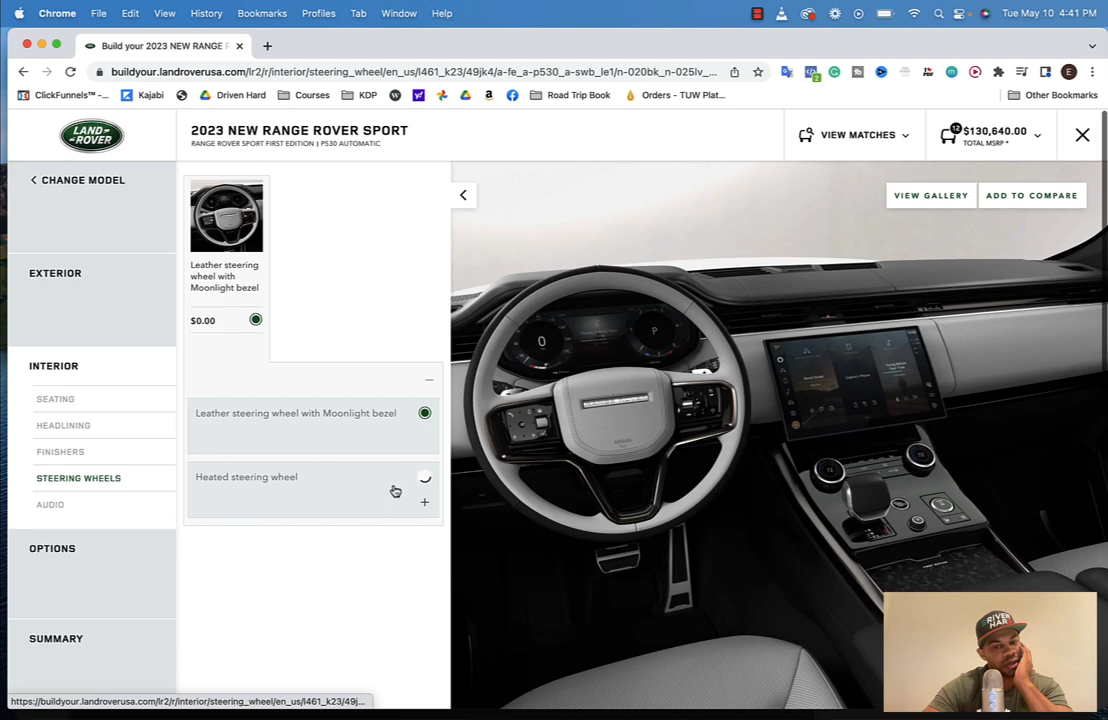 Chrome File Edit View History Bookmarks Profiles Tab Window Help Tue May 10 4:41 PM
Build your 2023 NEW RANGE R
buildyour.landroverusa.com/lr2/r/interior/steering_wheel/en_us/l461_k23/49jk4/a-fe_a-p530_a-swb_le1/n-020bk_n-025lv_...
ClickFunnels™ -... Kajabi Driven Hard Courses KDP Road Trip Book Orders - TUW Plat... Other Bookmarks
LAND-
ROVER
2023 NEW RANGE ROVER SPORT
RANGE ROVER SPORT FIRST EDITION | P530 AUTOMATIC
VIEW MATCHES
12
$130,640.00
TOTAL MSRP *
CHANGE MODEL
EXTERIOR
INTERIOR
SEATING
HEADLINING
FINISHERS
STEERING WHEELS
AUDIO
OPTIONS
SUMMARY
Leather steering
wheel with
Moonlight bezel
$0.00
Leather steering wheel with Moonlight bezel
Heated steering wheel
VIEW GALLERY
ADD TO COMPARE
0
P
72
72
DRIVEN
HAR
https://buildyour.landroverusa.com/lr2/r/interior/steering_wheel/en_us/l461_k23/49j...